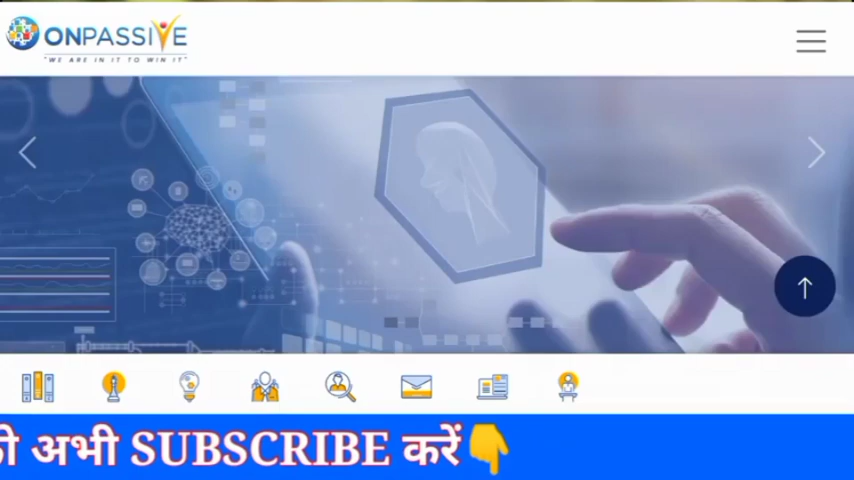 ONPASSIVE
"WE ARE IN IT TO WIN IT"
अभी SUBSCRIBE करें👇